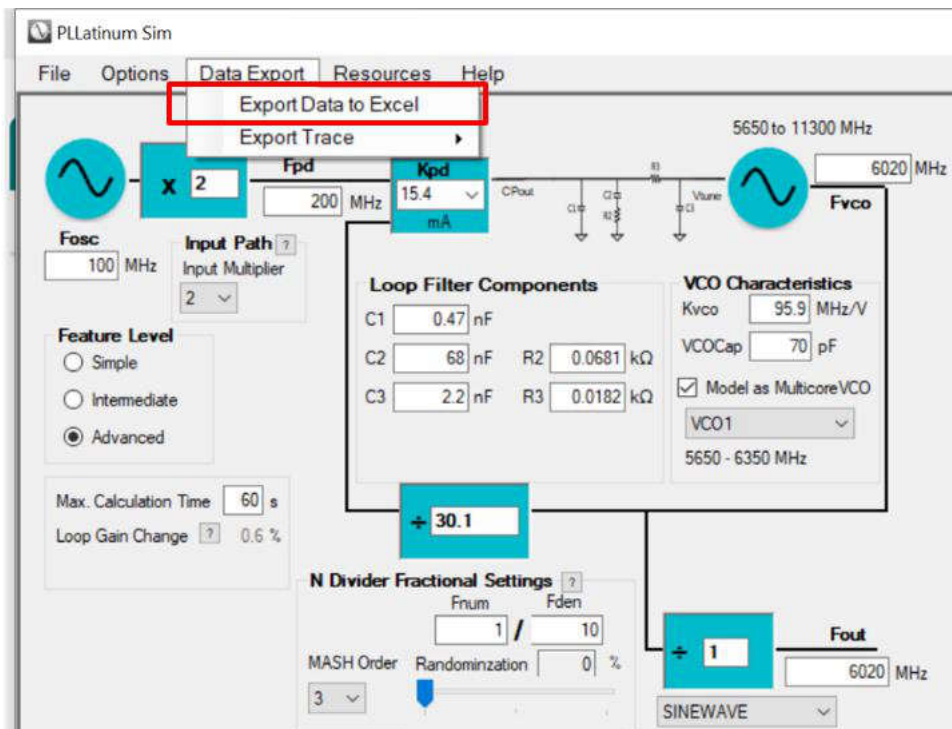 PLLatinum Sim
File Options Data Export Resources Help
Export Data to Excel
Export Trace
5650 to 11300 MHz
x 2
Fpd
200 MHz
Kpd
15.4
mA
CPout
C1
C2
R2
R3
C3
Vtune
6020 MHz
Fvco
Fosc
100 MHz
Input Path ?
Input Multiplier
2
Feature Level
Simple
Intermediate
Advanced
Loop Filter Components
C1 0.47 nF
C2 68 nF R2 0.0681 kΩ
C3 2.2 nF R3 0.0182 kΩ
VCO Characteristics
Kvco 95.9 MHz/V
VCOCap 70 pF
Model as MulticoreVCO
VCO1
5650 - 6350 MHz
Max. Calculation Time 60 s
Loop Gain Change ? 0.6 %
÷ 30.1
N Divider Fractional Settings ?
Fnum Fden
1 / 10
MASH Order Randominzation 0 %
3
÷ 1
Fout
6020 MHz
SINEWAVE